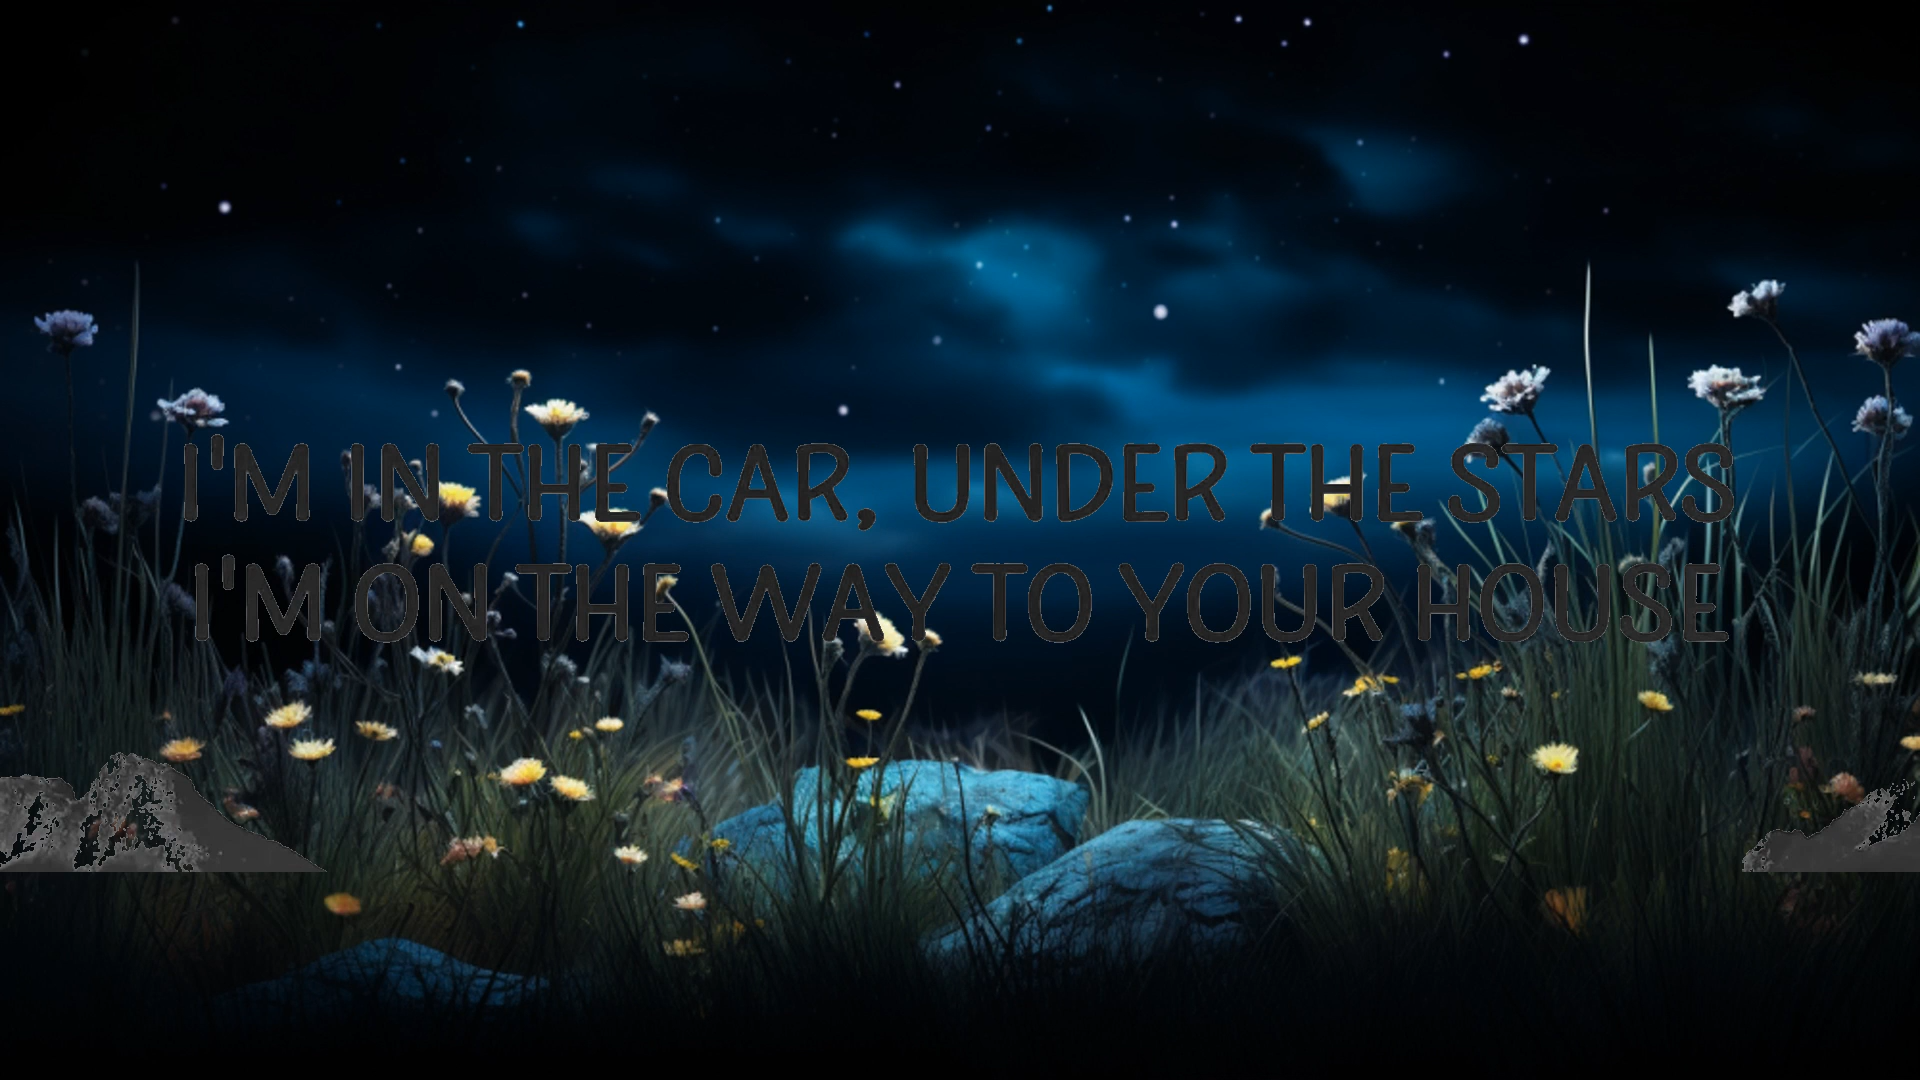 I'M IN THE CAR, UNDER THE STARS
I'M ON THE WAY TO YOUR HOUSE